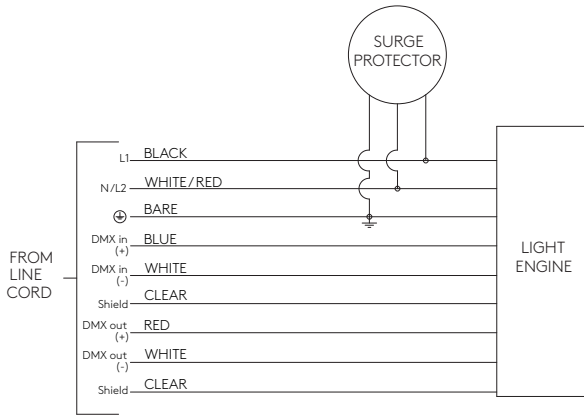 SURGE
PROTECTOR
L1 BLACK
N/L2 WHITE/RED
BARE
DMX in
(+) BLUE
DMX in
(-) WHITE
Shield CLEAR
DMX out
(+) RED
DMX out
(-) WHITE
Shield CLEAR
FROM
LINE
CORD
LIGHT
ENGINE